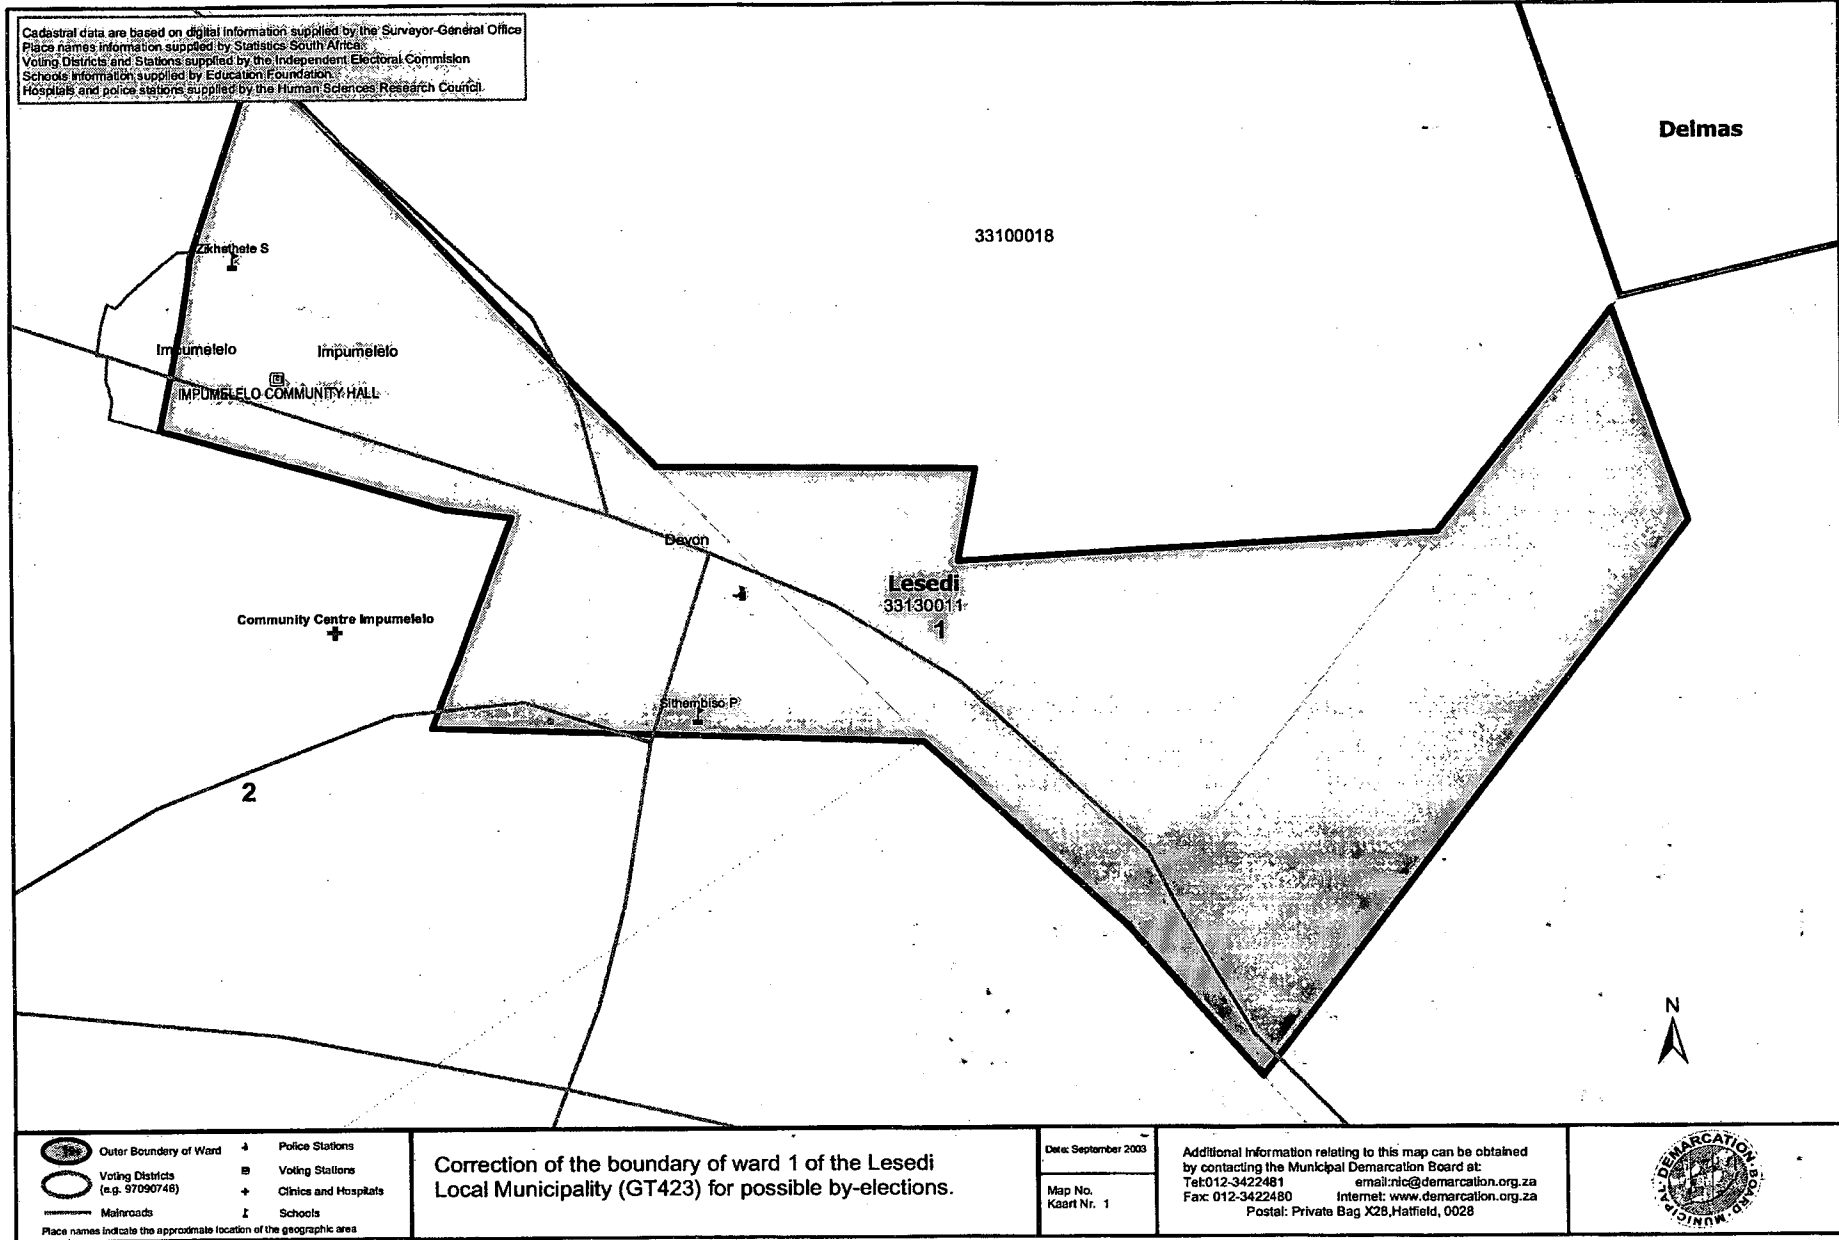 Cadastral data are based on digital information supplied by the Surveyor-General Office
Place names information supplied by Statistics South Africa.
Voting Districts and Stations supplied by the Independent Electoral Commision
Schools information supplied by Education Foundation.
Hospitals and police stations supplied by the Human Sciences Research Council.
Delmas
33100018
Zikhethele S
Impumelelo
Impumelelo
IMPUMELELO COMMUNITY HALL
Devon
Lesedi
33130011
1
Community Centre Impumelelo
Sithembiso P
2
N
Outer Boundary of Ward
Voting Districts
(e.g. 97090746)
Mainroads
Place names indicate the approximate location of the geographic area
Police Stations
Voting Stations
Clinics and Hospitals
Schools
Correction of the boundary of ward 1 of the Lesedi
Local Municipality (GT423) for possible by-elections.
Date: September 2003
Map No.
Kaart Nr. 1
Additional Information relating to this map can be obtained
by contacting the Municipal Demarcation Board at:
Tel:012-3422481 email:nic@demarcation.org.za
Fax: 012-3422480 Internet: www.demarcation.org.za
Postal: Private Bag X28,Hatfield, 0028
MUNICIPAL DEMARCATION BOARD